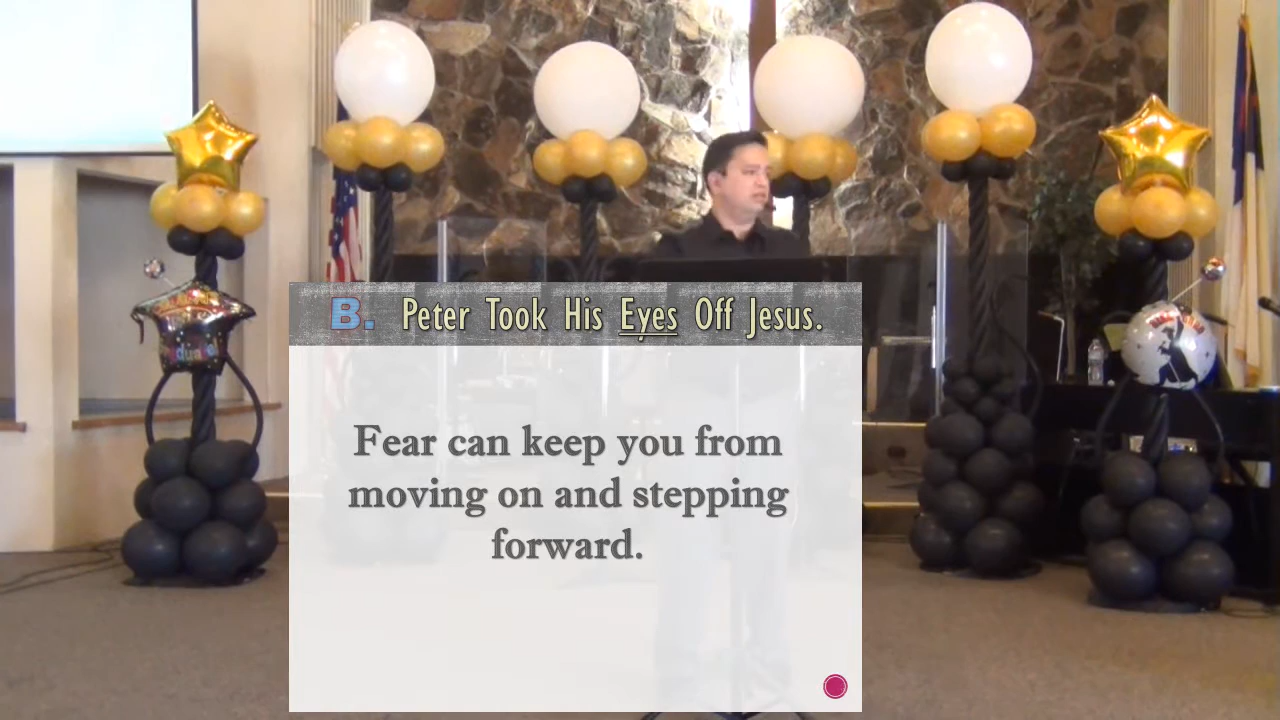 B. Peter Took His Eyes Off Jesus.
Fear can keep you from
moving on and stepping
forward.